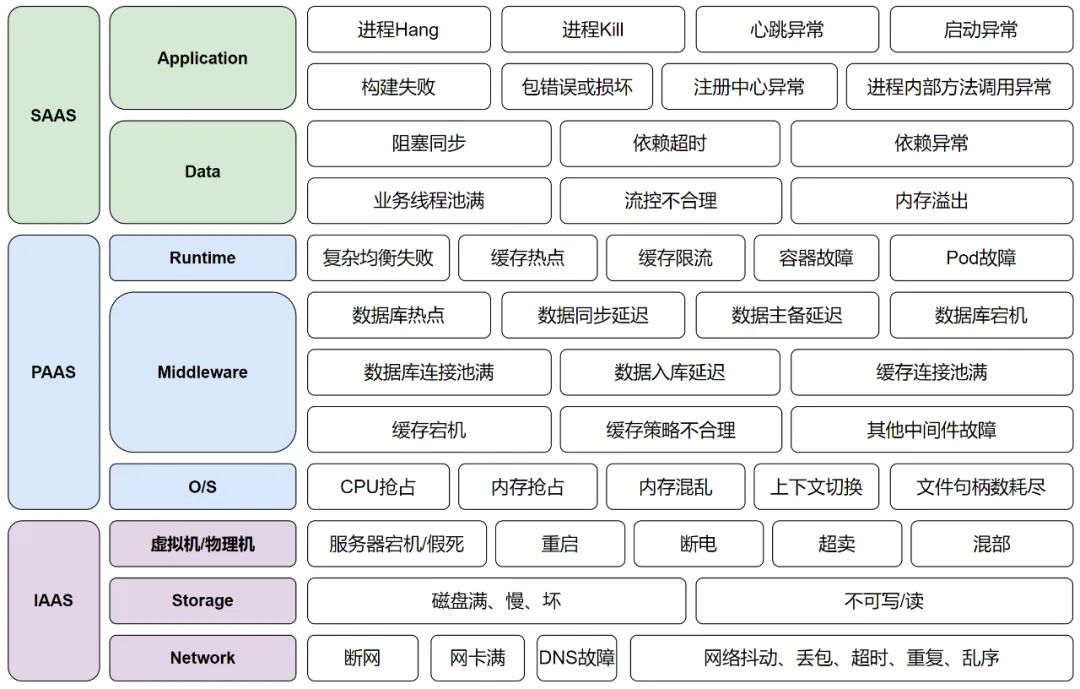 SAAS
Application
进程Hang
进程Kill
心跳异常
启动异常
构建失败
包错误或损坏
注册中心异常
进程内部方法调用异常
Data
阻塞同步
依赖超时
依赖异常
业务线程池满
流控不合理
内存溢出
PAAS
Runtime
复杂均衡失败
缓存热点
缓存限流
容器故障
Pod故障
Middleware
数据库热点
数据同步延迟
数据主备延迟
数据库宕机
数据库连接池满
数据入库延迟
缓存连接池满
缓存宕机
缓存策略不合理
其他中间件故障
O/S
CPU抢占
内存抢占
内存混乱
上下文切换
文件句柄数耗尽
IAAS
虚拟机/物理机
服务器宕机/假死
重启
断电
超卖
混部
Storage
磁盘满、慢、坏
不可写/读
Network
断网
网卡满
DNS故障
网络抖动、丢包、超时、重复、乱序